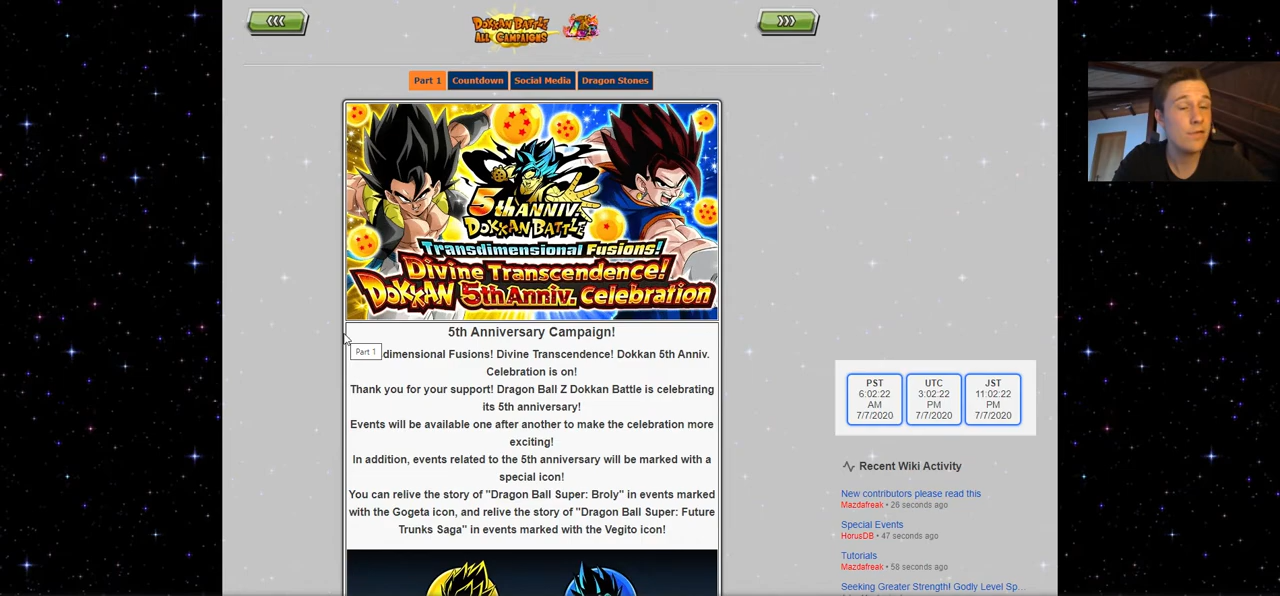 <<<
DOKKAN BATTLE
ALL CAMPAIGNS
>>>
Part 1
Countdown
Social Media
Dragon Stones
5th ANNIV.
DOKKAN BATTLE
Transdimensional Fusions!
Divine Transcendence!
DOKKAN 5th Anniv. Celebration
5th Anniversary Campaign!
dimensional Fusions! Divine Transcendence! Dokkan 5th Anniv.
Part 1
Celebration is on!
Thank you for your support! Dragon Ball Z Dokkan Battle is celebrating
its 5th anniversary!
Events will be available one after another to make the celebration more
exciting!
In addition, events related to the 5th anniversary will be marked with a
special icon!
You can relive the story of "Dragon Ball Super: Broly" in events marked
with the Gogeta icon, and relive the story of "Dragon Ball Super: Future
Trunks Saga" in events marked with the Vegito icon!
PST
6:02:22
AM
7/7/2020
UTC
3:02:22
PM
7/7/2020
JST
11:02:22
PM
7/7/2020
Recent Wiki Activity
New contributors please read this
Mazdafreak • 26 seconds ago
Special Events
HorusDB • 47 seconds ago
Tutorials
Mazdafreak • 58 seconds ago
Seeking Greater Strength! Godly Level Sp...